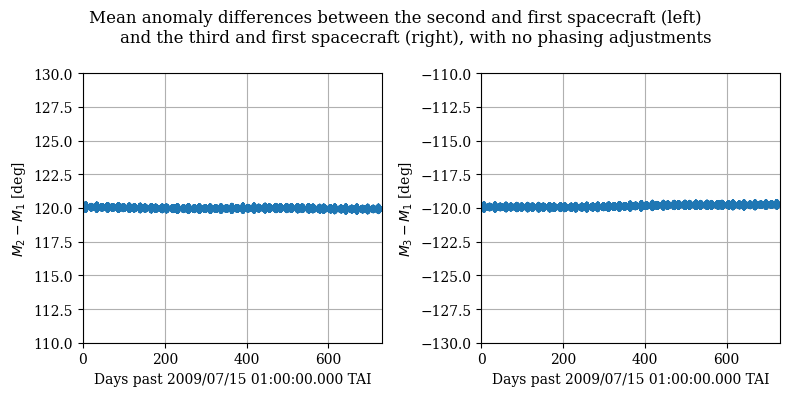 Mean anomaly differences between the second and first spacecraft (left)
and the third and first spacecraft (right), with no phasing adjustments
130.0
127.5
125.0
122.5
120.0
117.5
115.0
112.5
110.0
M₂ − M₁ [deg]
0 200 400 600
Days past 2009/07/15 01:00:00.000 TAI
−110.0
−112.5
−115.0
−117.5
−120.0
−122.5
−125.0
−127.5
−130.0
M₃ − M₁ [deg]
0 200 400 600
Days past 2009/07/15 01:00:00.000 TAI